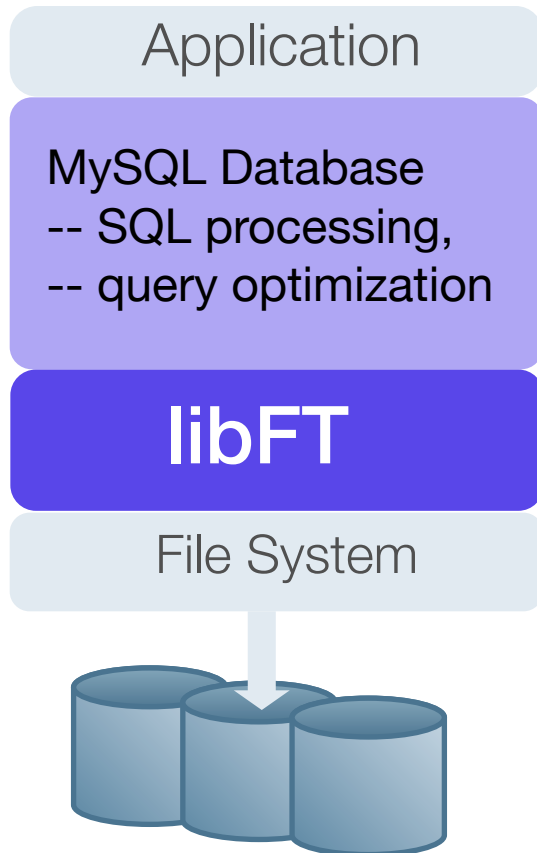 Application
MySQL Database
-- SQL processing,
-- query optimization
libFT
File System